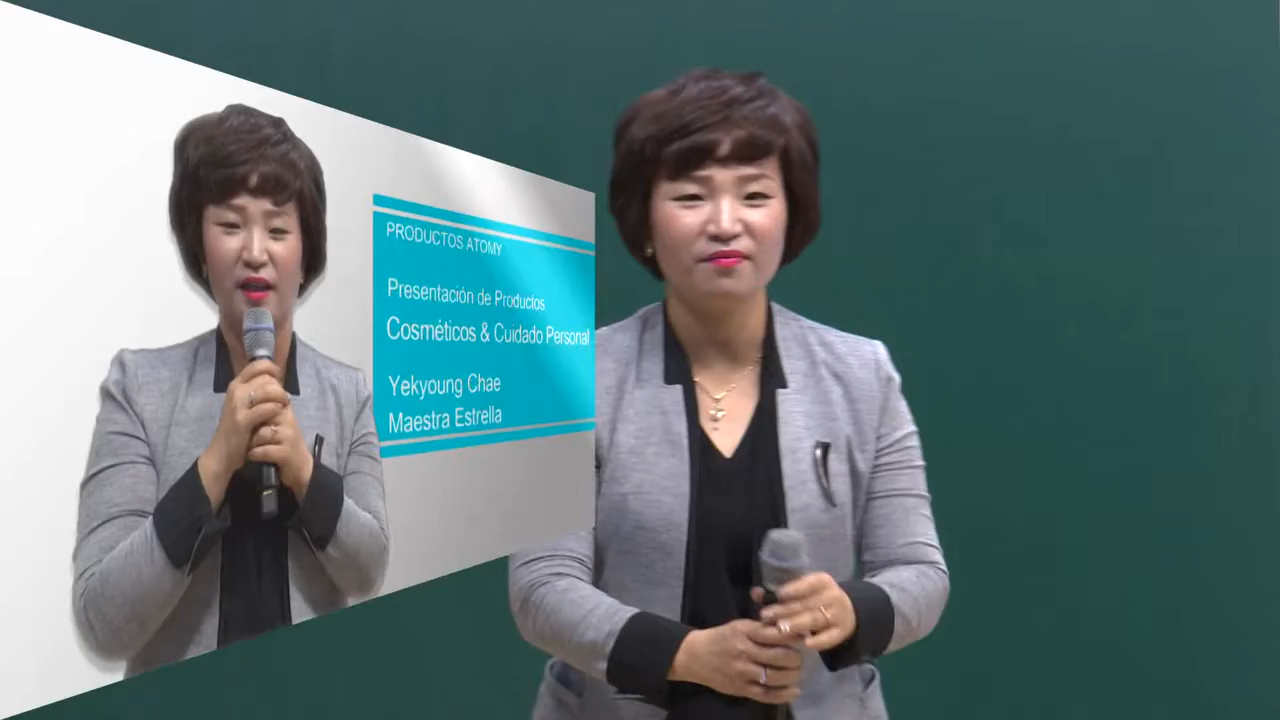 PRODUCTOS ATOMY
Presentación de Productos
Cosméticos & Cuidado Personal
Yekyoung Chae
Maestra Estrella